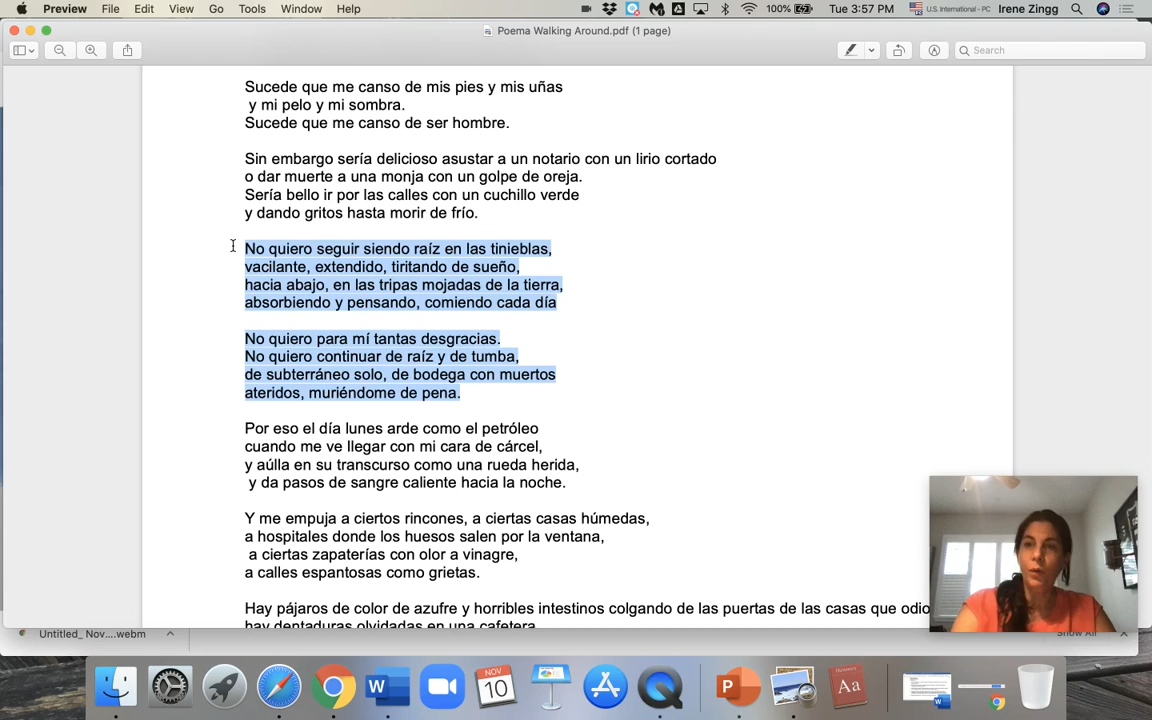 Preview File Edit View Go Tools Window Help 100% Tue 3:57 PM U.S. International - PC Irene Zingg
Poema Walking Around.pdf (1 page)
Search
Sucede que me canso de mis pies y mis uñas
y mi pelo y mi sombra.
Sucede que me canso de ser hombre.
Sin embargo sería delicioso asustar a un notario con un lirio cortado
o dar muerte a una monja con un golpe de oreja.
Sería bello ir por las calles con un cuchillo verde
y dando gritos hasta morir de frío.
No quiero seguir siendo raíz en las tinieblas,
vacilante, extendido, tiritando de sueño,
hacia abajo, en las tripas mojadas de la tierra,
absorbiendo y pensando, comiendo cada día
No quiero para mí tantas desgracias.
No quiero continuar de raíz y de tumba,
de subterráneo solo, de bodega con muertos
ateridos, muriéndome de pena.
Por eso el día lunes arde como el petróleo
cuando me ve llegar con mi cara de cárcel,
y aúlla en su transcurso como una rueda herida,
y da pasos de sangre caliente hacia la noche.
Y me empuja a ciertos rincones, a ciertas casas húmedas,
a hospitales donde los huesos salen por la ventana,
a ciertas zapaterías con olor a vinagre,
a calles espantosas como grietas.
Hay pájaros de color de azufre y horribles intestinos colgando de las puertas de las casas que odio
hay dentaduras olvidadas en una cafetera
Untitled_ Nov....webm
Show All
NOV
10
W
P
Aa